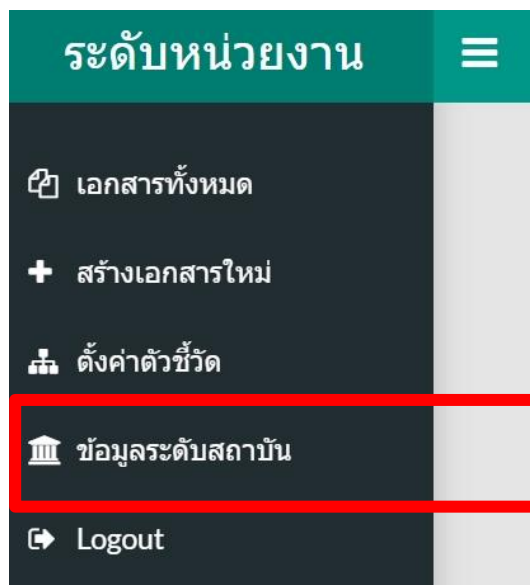 ระดับหน่วยงาน
เอกสารทั้งหมด
สร้างเอกสารใหม่
ตั้งค่าตัวชี้วัด
ข้อมูลระดับสถาบัน
Logout